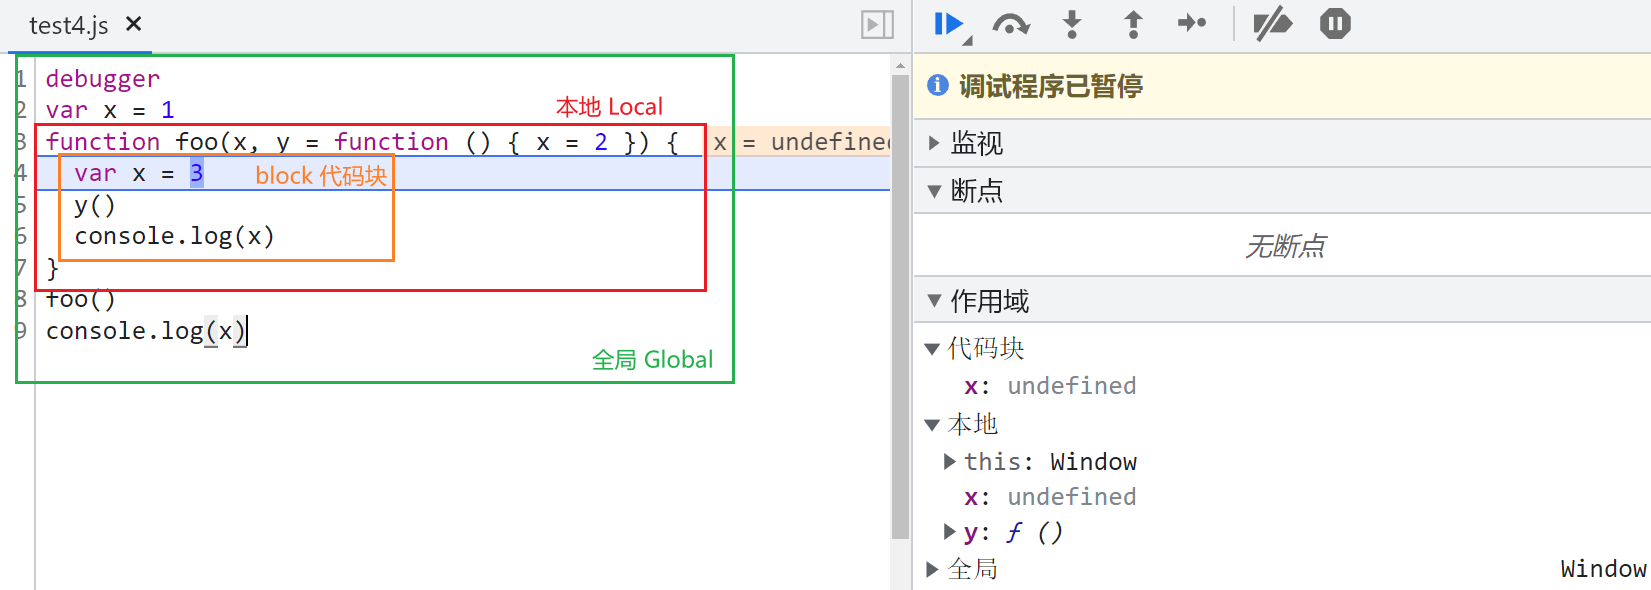 test4.js ×
1 debugger
2 var x = 1
本地 Local
3 function foo(x, y = function () { x = 2 }) { x = undefined
4 var x = 3
block 代码块
5 y()
6 console.log(x)
7 }
8 foo()
9 console.log(x)
全局 Global
调试程序已暂停
监视
断点
无断点
作用域
代码块
x: undefined
本地
this: Window
x: undefined
y: ƒ ()
全局 Window